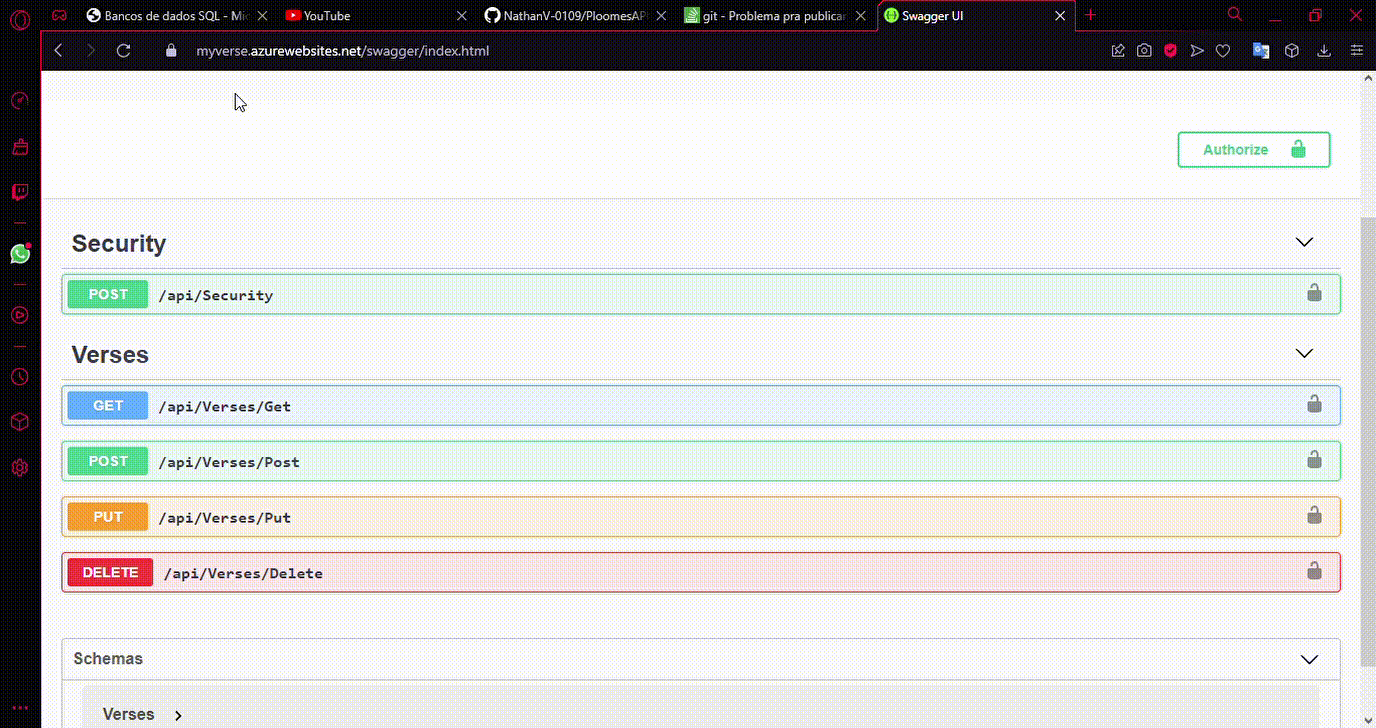 Bancos de dados SQL - Mic
YouTube
NathanV-0109/PloomesAP
git - Problema pra publicar
Swagger UI
myverse.azurewebsites.net/swagger/index.html
Authorize
Security
POST /api/Security
Verses
GET /api/Verses/Get
POST /api/Verses/Post
PUT /api/Verses/Put
DELETE /api/Verses/Delete
Schemas
Verses